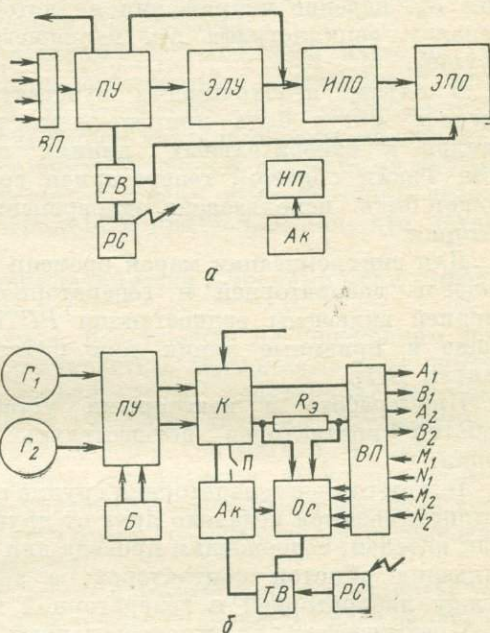 ПУ
ЭЛУ
ИПО
ЭПО
ВП
ТВ
НП
РС
Ак
а
Г₁
ПУ
К
Rэ
ВП
A₁
B₁
A₂
B₂
M₁
N₁
M₂
N₂
Г₂
П
Б
Ак
Ос
ТВ
РС
б